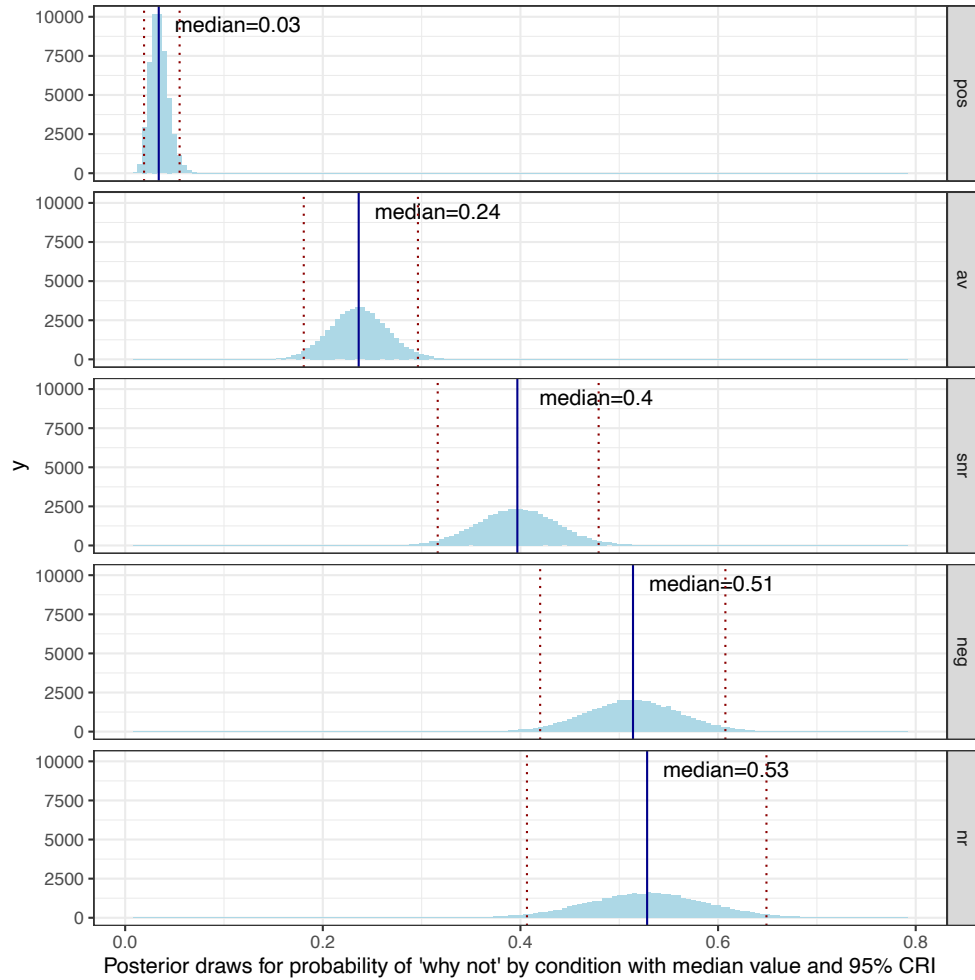 10000
7500
5000
2500
0
median=0.03
pos
10000
7500
5000
2500
0
median=0.24
av
10000
7500
5000
2500
0
median=0.4
snr
y
10000
7500
5000
2500
0
median=0.51
neg
10000
7500
5000
2500
0
median=0.53
nr
0.0 0.2 0.4 0.6 0.8
Posterior draws for probability of 'why not' by condition with median value and 95% CRI